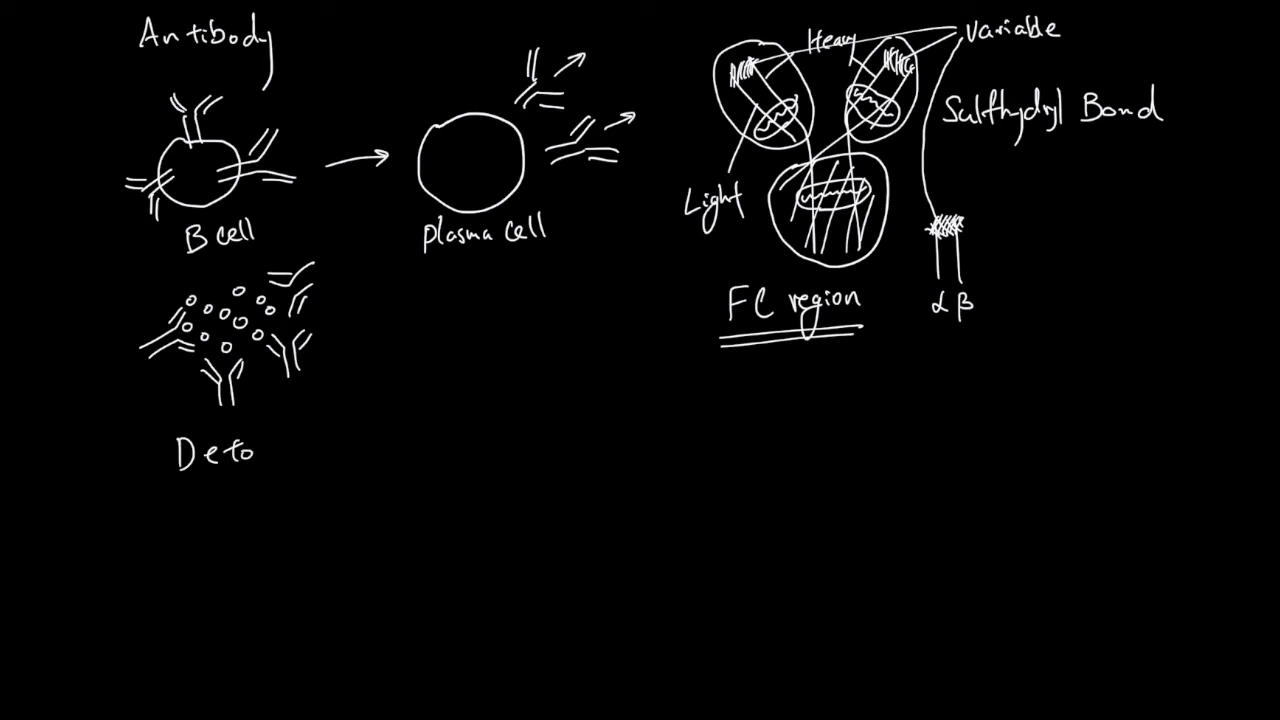 Antibody
B cell
plasma cell
Heavy
Variable
Sulfhydryl Bond
Light
FC region
α β
Deto